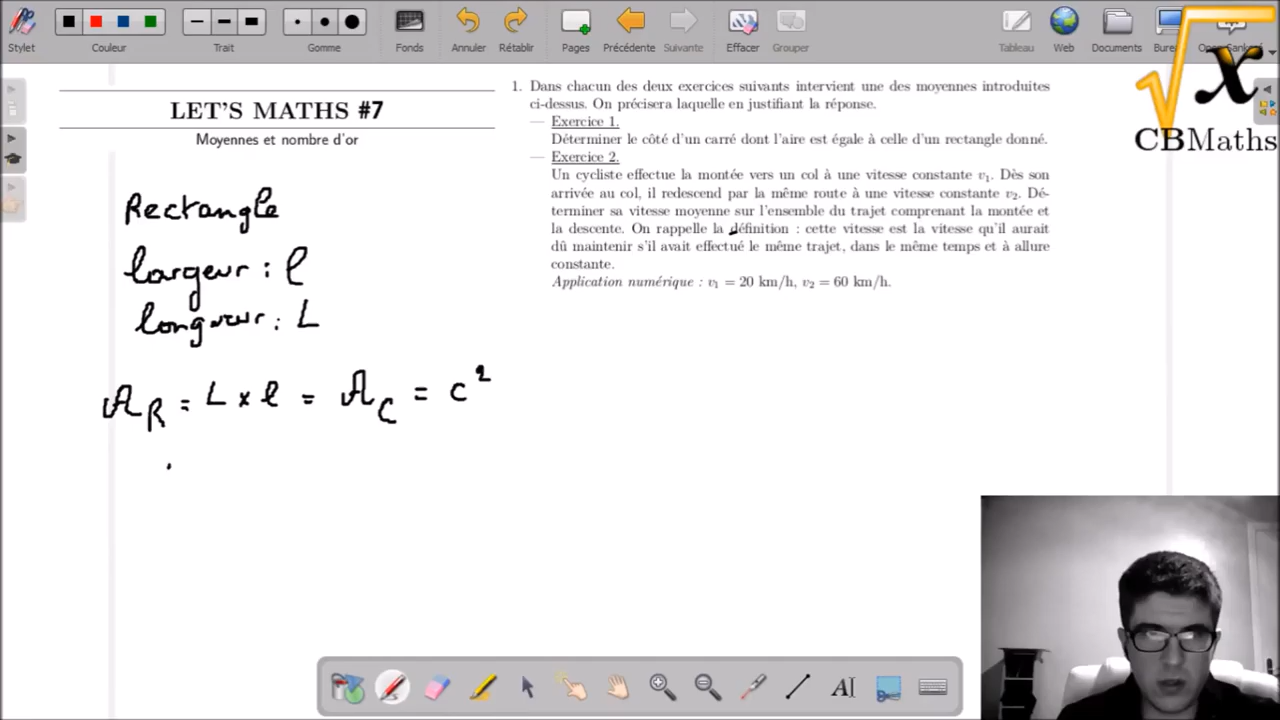 Stylet
Couleur
Trait
Gomme
Fonds
Annuler
Rétablir
Pages
Précédente
Suivante
Effacer
Grouper
Tableau
Web
Documents
x
CBMaths
LET'S MATHS #7
Moyennes et nombre d'or
Rectangle
largeur : l
longueur : L
A_R = L × l = A_C = c²
1. Dans chacun des deux exercices suivants intervient une des moyennes introduites
ci-dessus. On précisera laquelle en justifiant la réponse.
— Exercice 1.
Déterminer le côté d'un carré dont l'aire est égale à celle d'un rectangle donné.
— Exercice 2.
Un cycliste effectue la montée vers un col à une vitesse constante v₁. Dès son
arrivée au col, il redescend par la même route à une vitesse constante v₂. Dé-
terminer sa vitesse moyenne sur l'ensemble du trajet comprenant la montée et
la descente. On rappelle la définition : cette vitesse est la vitesse qu'il aurait
dû maintenir s'il avait effectué le même trajet, dans le même temps et à allure
constante.
Application numérique : v₁ = 20 km/h, v₂ = 60 km/h.
AI